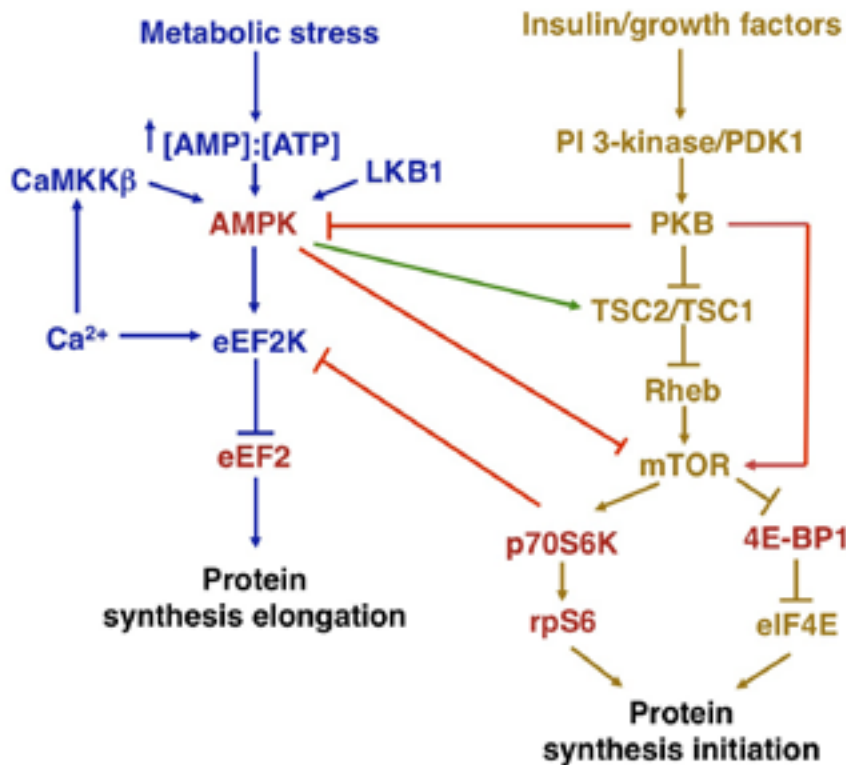 Metabolic stress
Insulin/growth factors
↑ [AMP]:[ATP]
PI 3-kinase/PDK1
CaMKKβ
LKB1
AMPK
PKB
TSC2/TSC1
Ca²⁺
eEF2K
Rheb
eEF2
mTOR
p70S6K
4E-BP1
Protein
synthesis elongation
rpS6
eIF4E
Protein
synthesis initiation